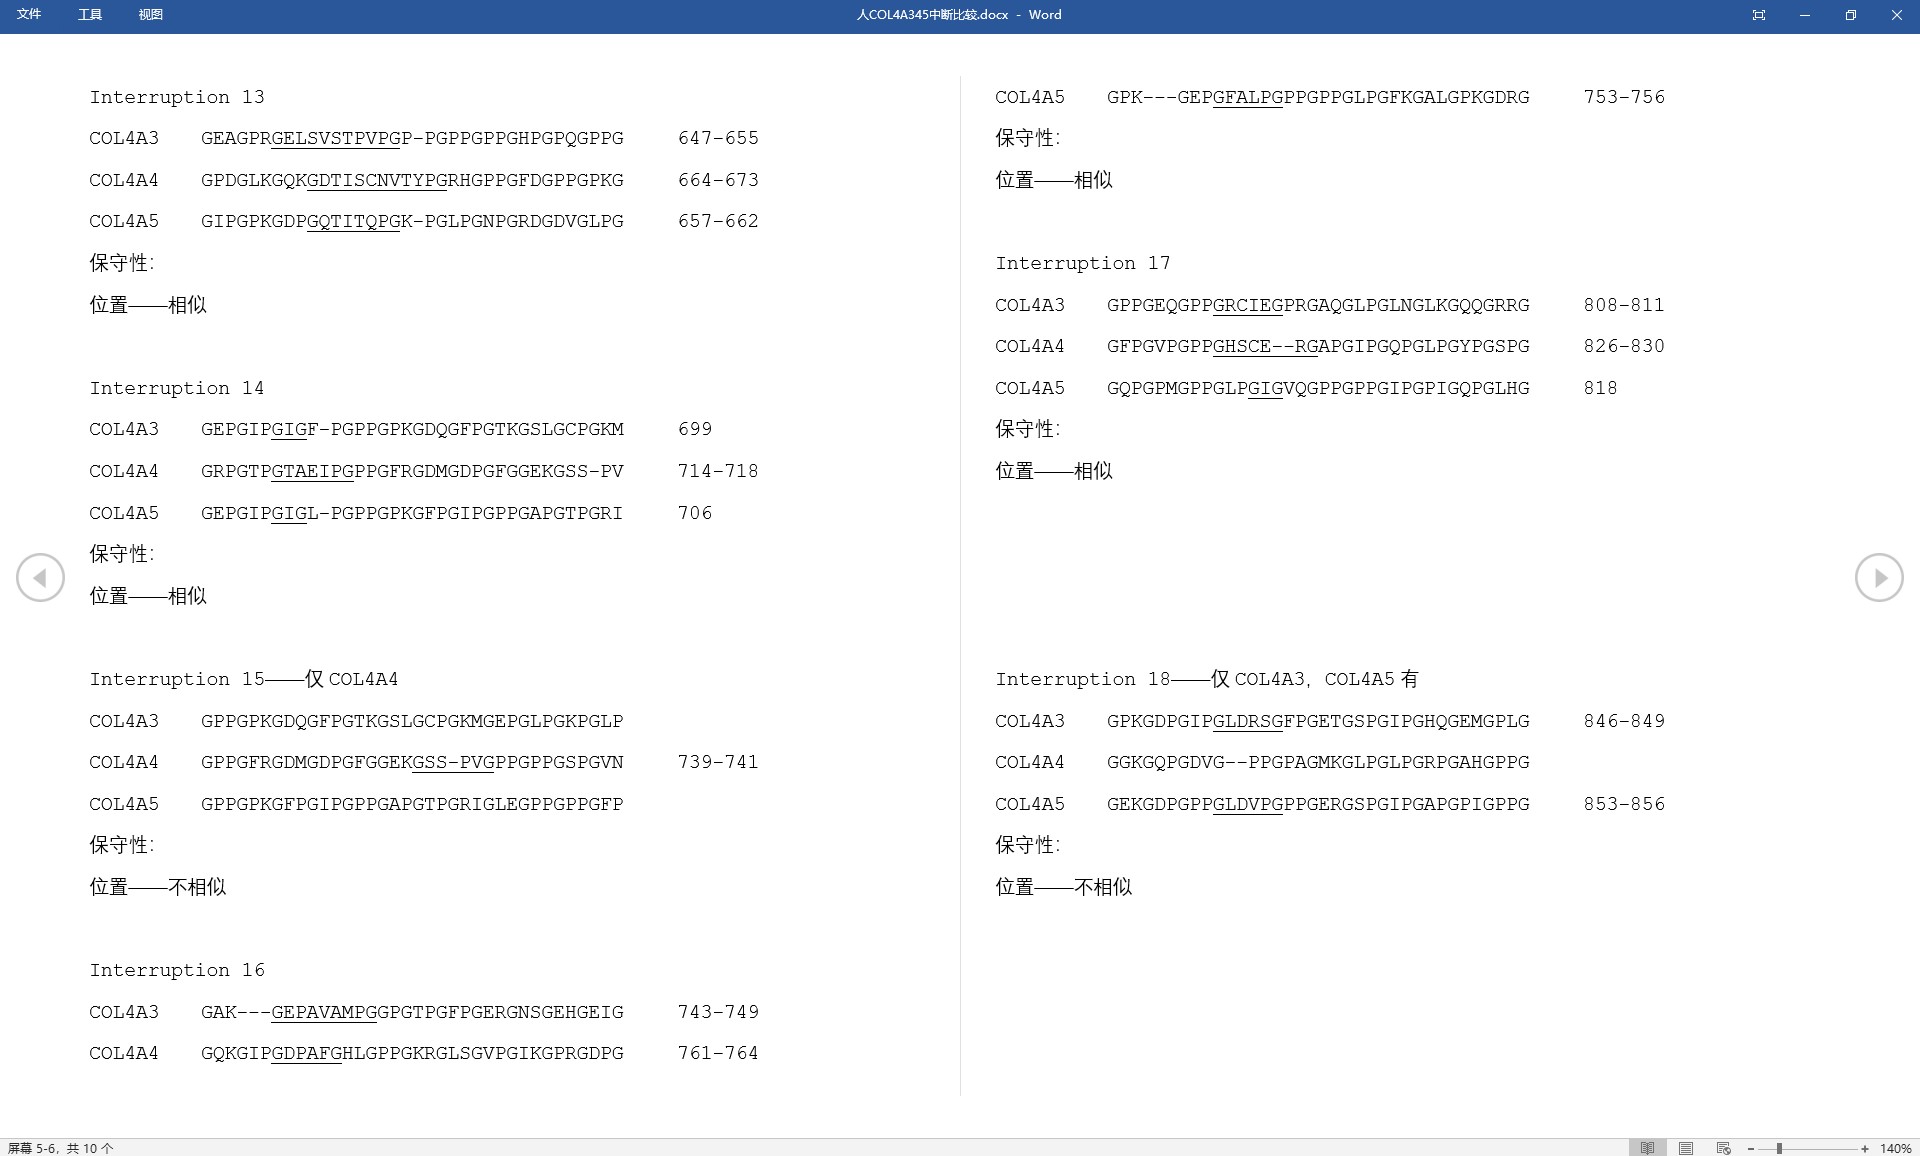 文件 工具 视图 人COL4A345中断比较.docx - Word
Interruption 13
COL4A3 GEAGPRGELSVSTPVPGP-PGPPGPPGHPGPQGPPG 647-655
COL4A4 GPDGLKGQKGDTISCNVTYPGRHGPPGFDGPPGPKG 664-673
COL4A5 GIPGPKGDPGQTITQPGK-PGLPGNPGRDGDVGLPG 657-662
保守性：
位置——相似
Interruption 14
COL4A3 GEPGIPGIGF-PGPPGPKGDQGFPGTKGSLGCPGKM 699
COL4A4 GRPGTPGTAEIPGPPGFRGDMGDPGFGGEKGSS-PV 714-718
COL4A5 GEPGIPGIGL-PGPPGPKGFPGIPGPPGAPGTPGRI 706
保守性：
位置——相似
Interruption 15——仅 COL4A4
COL4A3 GPPGPKGDQGFPGTKGSLGCPGKMGEPGLPGKPGLP
COL4A4 GPPGFRGDMGDPGFGGEKGSS-PVGPPGPPGSPGVN 739-741
COL4A5 GPPGPKGFPGIPGPPGAPGTPGRIGLEGPPGPPGFP
保守性：
位置——不相似
Interruption 16
COL4A3 GAK---GEPAVAMPGGPGTPGFPGERGNSGEHGEIG 743-749
COL4A4 GQKGIPGDPAFGHLGPPGKRGLSGVPGIKGPRGDPG 761-764
COL4A5 GPK---GEPGFALPGPPGPPGLPGFKGALGPKGDRG 753-756
保守性：
位置——相似
Interruption 17
COL4A3 GPPGEQGPPGRCIEGPRGAQGLPGLNGLKGQQGRRG 808-811
COL4A4 GFPGVPGPPGHSCE--RGAPGIPGQPGLPGYPGSPG 826-830
COL4A5 GQPGPMGPPGLPGIGVQGPPGPPGIPGPIGQPGLHG 818
保守性：
位置——相似
Interruption 18——仅 COL4A3，COL4A5 有
COL4A3 GPKGDPGIPGLDRSGFPGETGSPGIPGHQGEMGPLG 846-849
COL4A4 GGKGQPGDVG--PPGPAGMKGLPGLPGRPGAHGPPG
COL4A5 GEKGDPGPPGLDVPGPPGERGSPGIPGAPGPIGPPG 853-856
保守性：
位置——不相似
屏幕 5-6，共 10 个 140%